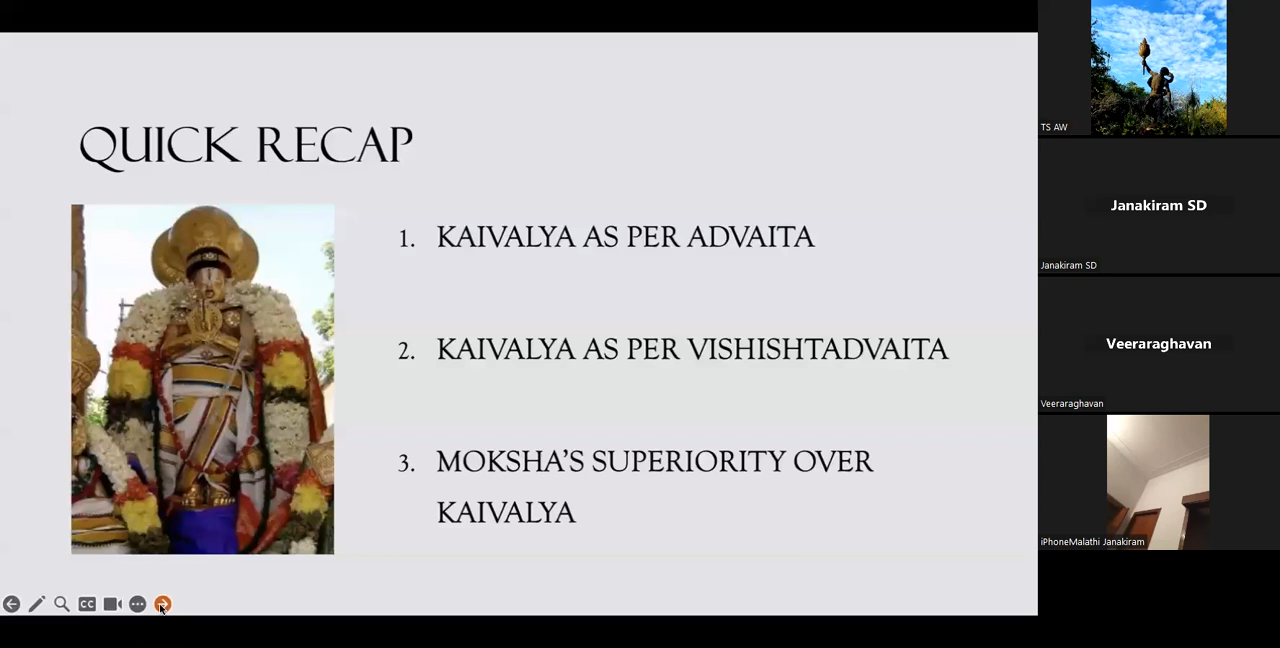 QUICK RECAP
1. KAIVALYA AS PER ADVAITA
2. KAIVALYA AS PER VISHISHTADVAITA
3. MOKSHA'S SUPERIORITY OVER
KAIVALYA
CC
TS AW
Janakiram SD
Janakiram SD
Veeraraghavan
Veeraraghavan
iPhoneMalathi Janakiram